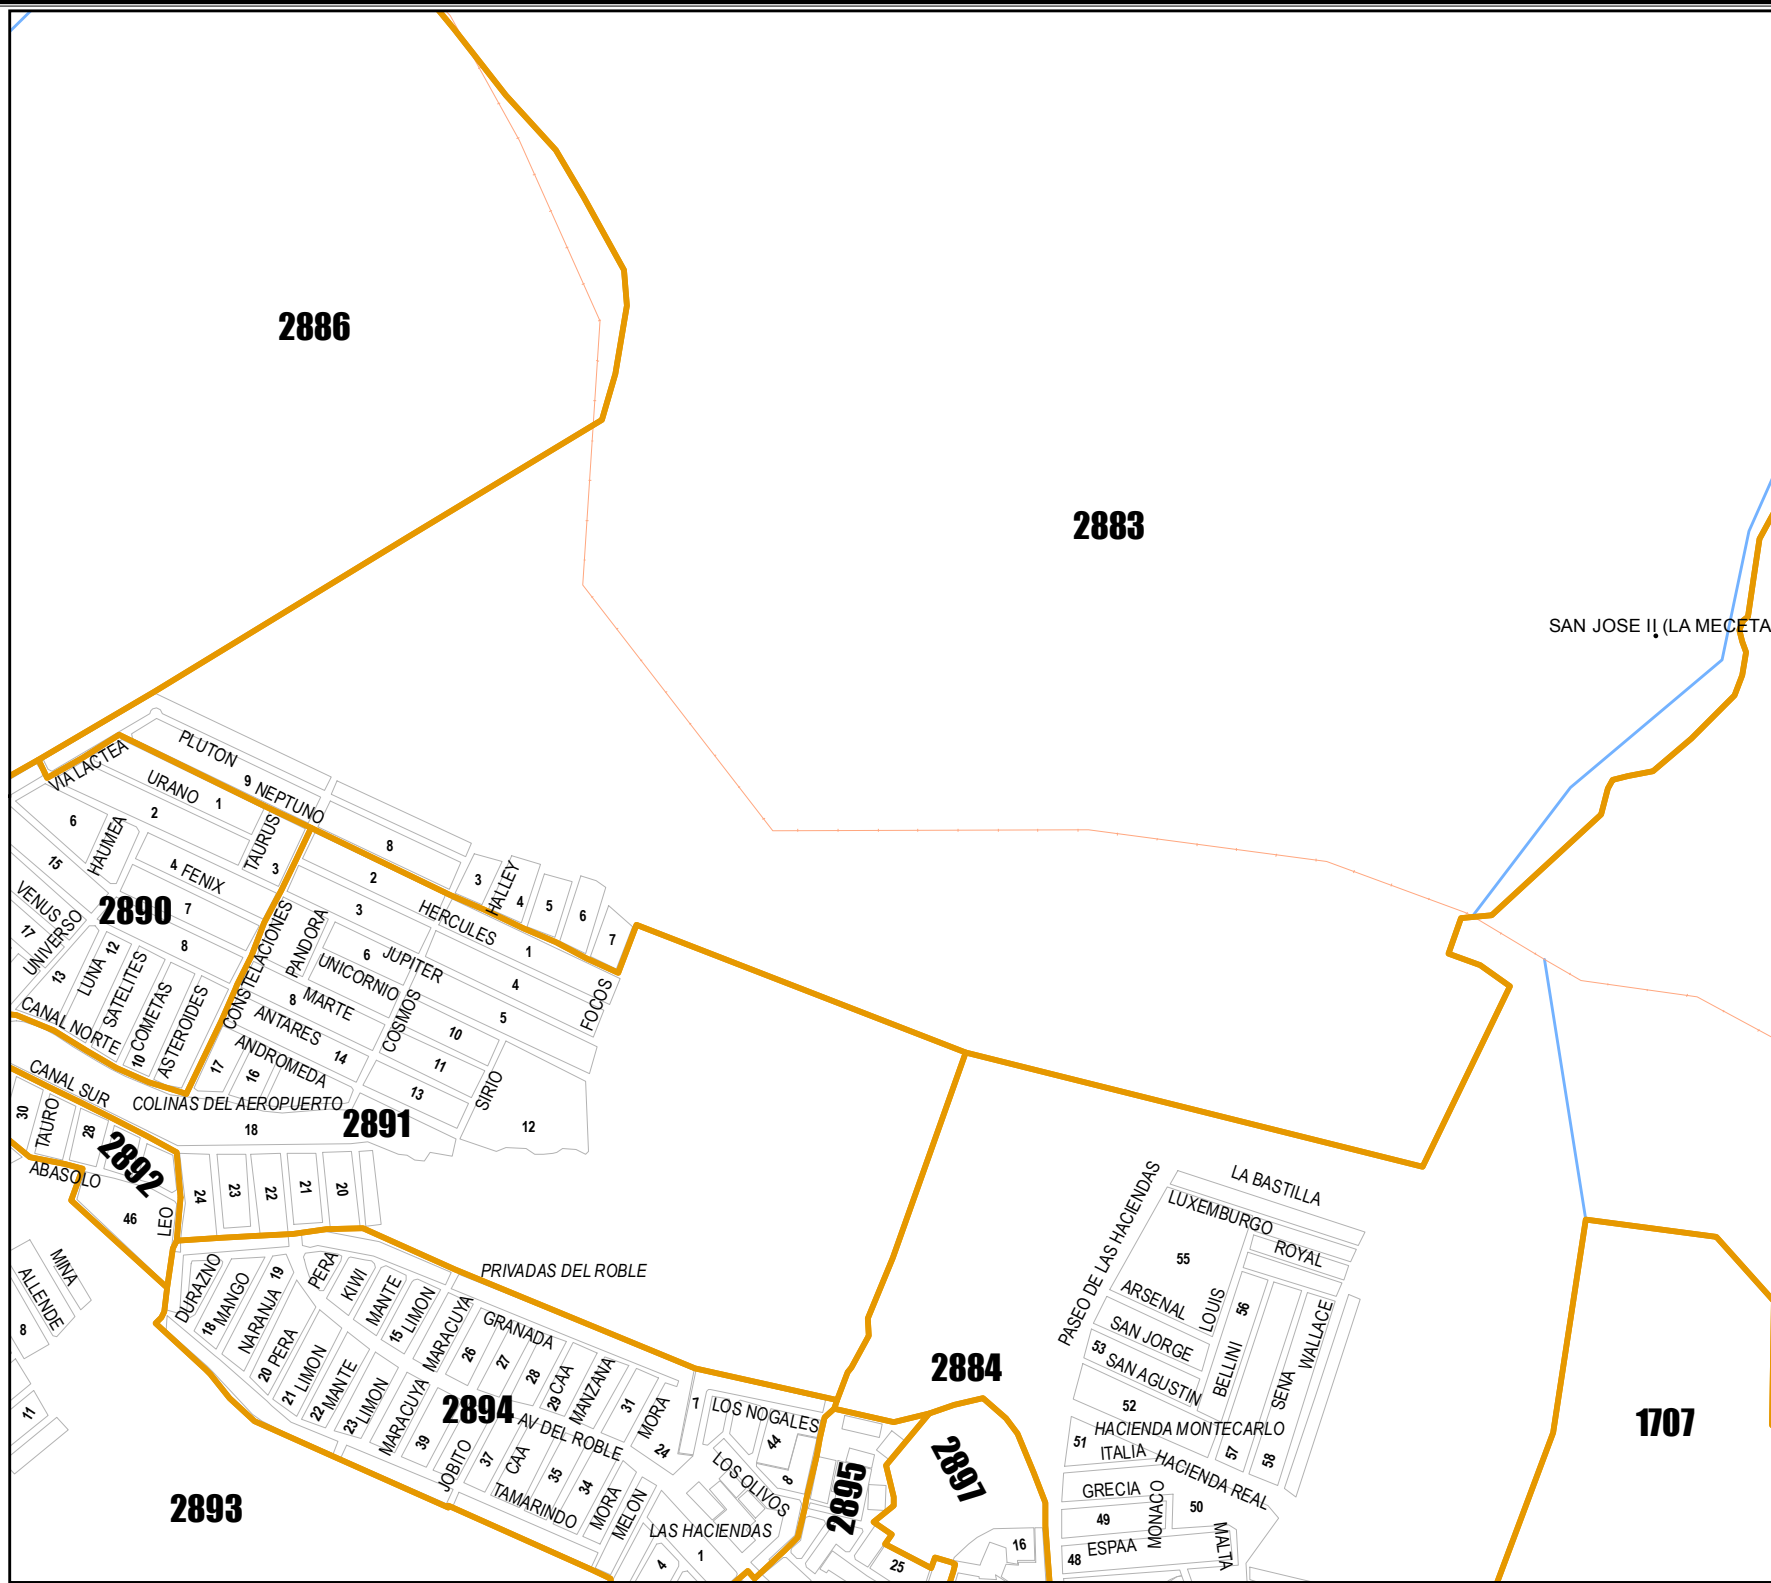 2886
2883
SAN JOSE II (LA MECETA
VIA LACTEA
PLUTON
9
NEPTUNO
URANO
1
2
6
HAUMEA
TAURUS
3
4
FENIX
15
VENUS
UNIVERSO
17
2890
7
8
12
13
LUNA
SATELITES
COMETAS
10
ASTEROIDES
CANAL NORTE
CONSTELACIONES
8
2
3
HALLEY
4
5
6
7
3
HERCULES
1
PANDORA
6
JUPITER
4
UNICORNIO
5
FOCOS
8
MARTE
COSMOS
10
ANTARES
14
11
ANDROMEDA
13
SIRIO
17
16
12
CANAL SUR
COLINAS DEL AEROPUERTO
2891
18
30
TAURO
28
2892
ABASOLO
46
LEO
24
23
22
21
20
MINA
ALLENDE
8
11
PRIVADAS DEL ROBLE
DURAZNO
18
MANGO
NARANJA
19
PERA
KIWI
MANTE
15
LIMON
MARACUYA
20
PERA
21
LIMON
22
MANTE
23
LIMON
MARACUYA
39
26
27
GRANADA
28
29
CAA
MANZANA
31
MORA
24
2894
AV DEL ROBLE
JOBITO
37
CAA
35
34
TAMARINDO
MORA
MELON
7
LOS NOGALES
44
8
LOS OLIVOS
LAS HACIENDAS
4
1
2893
2895
2897
25
16
2884
PASEO DE LAS HACIENDAS
LA BASTILLA
LUXEMBURGO
ROYAL
55
ARSENAL
LOUIS
56
SAN JORGE
53
SAN AGUSTIN
BELLINI
SENA
WALLACE
52
HACIENDA MONTECARLO
51
ITALIA
HACIENDA REAL
57
58
GRECIA
MONACO
50
49
MALTA
48
ESPAA
1707